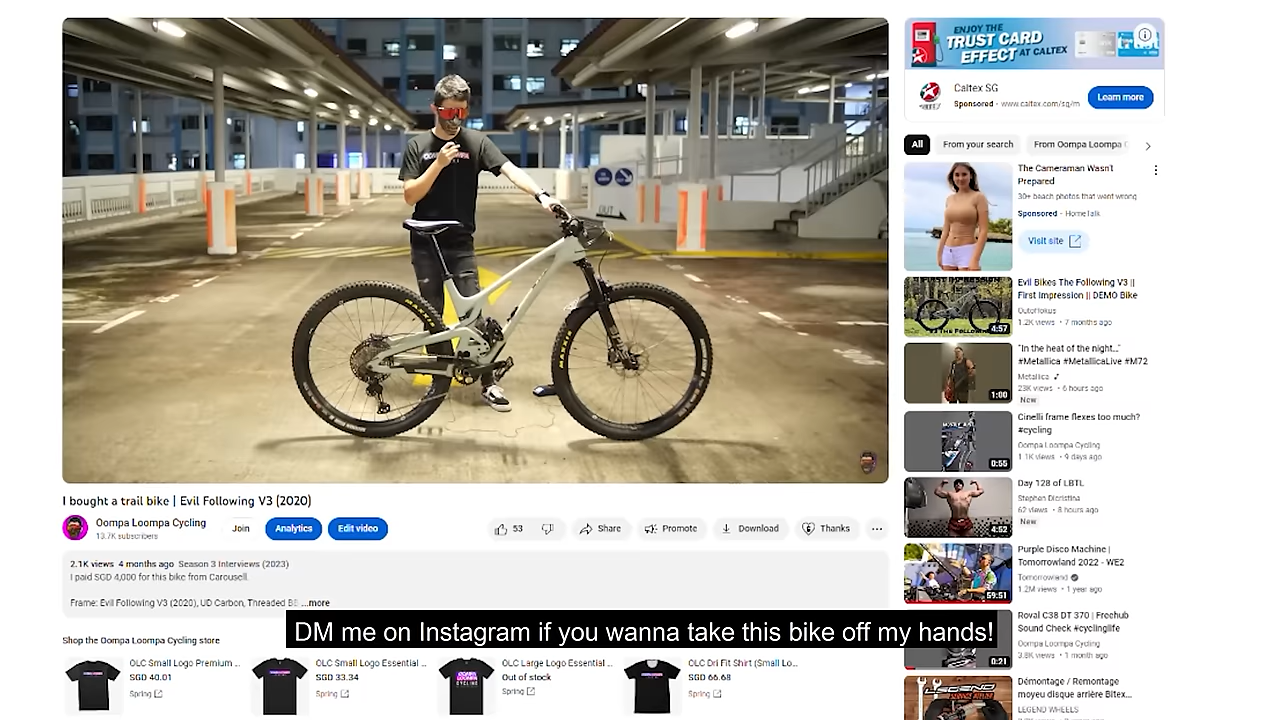 OUT
MAXXIS
I bought a trail bike | Evil Following V3 (2020)
Oompa Loompa Cycling
13.7K subscribers
Join
Analytics
Edit video
53
Share
Promote
Download
Thanks
2.1K views 4 months ago Season 3 Interviews (2023)
I paid SGD 4,000 for this bike from Carousell.
Frame: Evil Following V3 (2020), UD Carbon, Threaded BB ...more
DM me on Instagram if you wanna take this bike off my hands!
Shop the Oompa Loompa Cycling store
OLC Small Logo Premium ...
SGD 40.01
Spring
OLC Small Logo Essential ...
SGD 33.34
Spring
OLC Large Logo Essential ...
Out of stock
Spring
OLC Dri Fit Shirt (Small Lo...
SGD 66.68
Spring
ENJOY THE
TRUST CARD
EFFECT AT CALTEX
Caltex SG
Sponsored · www.caltex.com/sg/m
Learn more
All
From your search
From Oompa Loompa C
The Cameraman Wasn't
Prepared
30+ beach photos that went wrong
Sponsored · HomeTalk
Visit site
Evil Bikes The Following V3 ||
First Impression || DEMO Bike
1.2K views · 7 months ago
4:57
"In the heat of the night..."
#Metallica #MetallicaLive #M72
Metallica
23K views · 6 hours ago
New
1:00
Cinelli frame flexes too much?
#cycling
Oompa Loompa Cycling
1.1K views · 9 days ago
0:55
Day 128 of LBTL
Stephen Dicristina
62 views · 8 hours ago
New
4:52
Purple Disco Machine |
Tomorrowland 2022 - WE2
Tomorrowland
1.2M views · 1 year ago
59:51
Roval C38 DT 370 | Freehub
Sound Check #cyclinglife
Oompa Loompa Cycling
3.8K views · 1 month ago
0:21
Démontage / Remontage
moyeu disque arrière Bitex...
LEGEND WHEELS
LEGEND